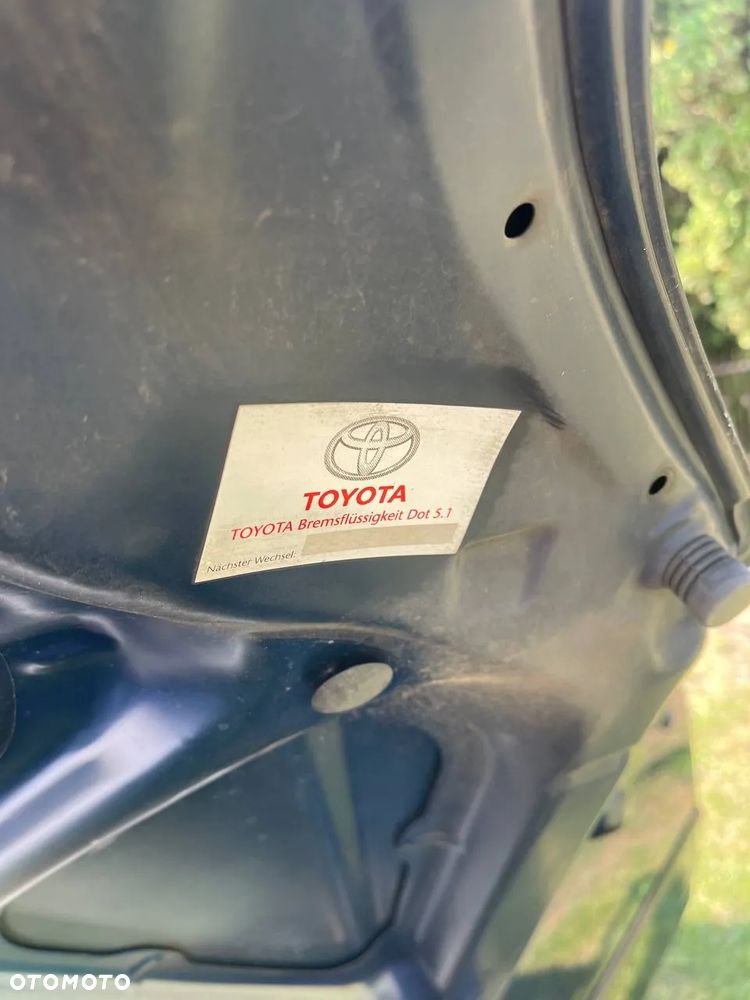 TOYOTA
TOYOTA Bremsflüssigkeit Dot 5.1
Nächster Wechsel:
OTOMOTO